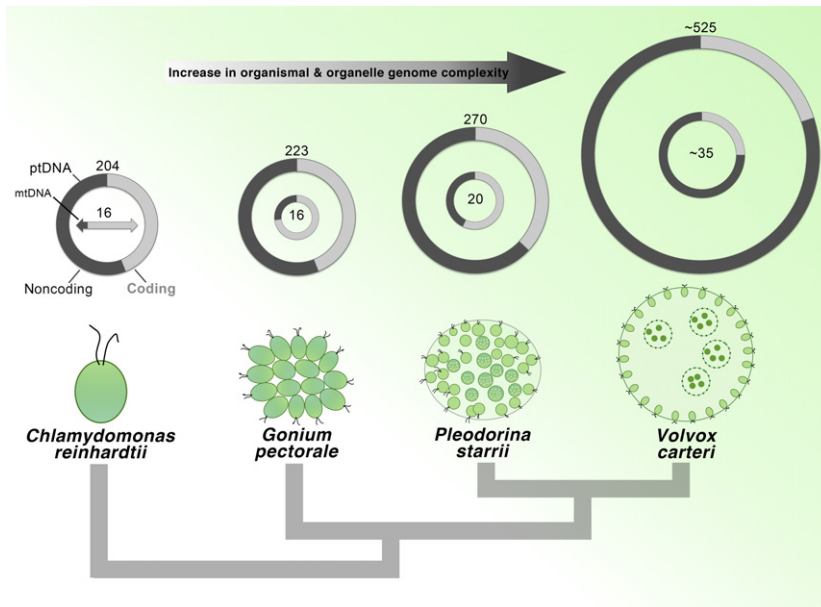 ~525
Increase in organismal & organelle genome complexity
270
223
204
ptDNA
mtDNA
16
16
20
~35
Noncoding
Coding
Chlamydomonas
reinhardtii
Gonium
pectorale
Pleodorina
starrii
Volvox
carteri